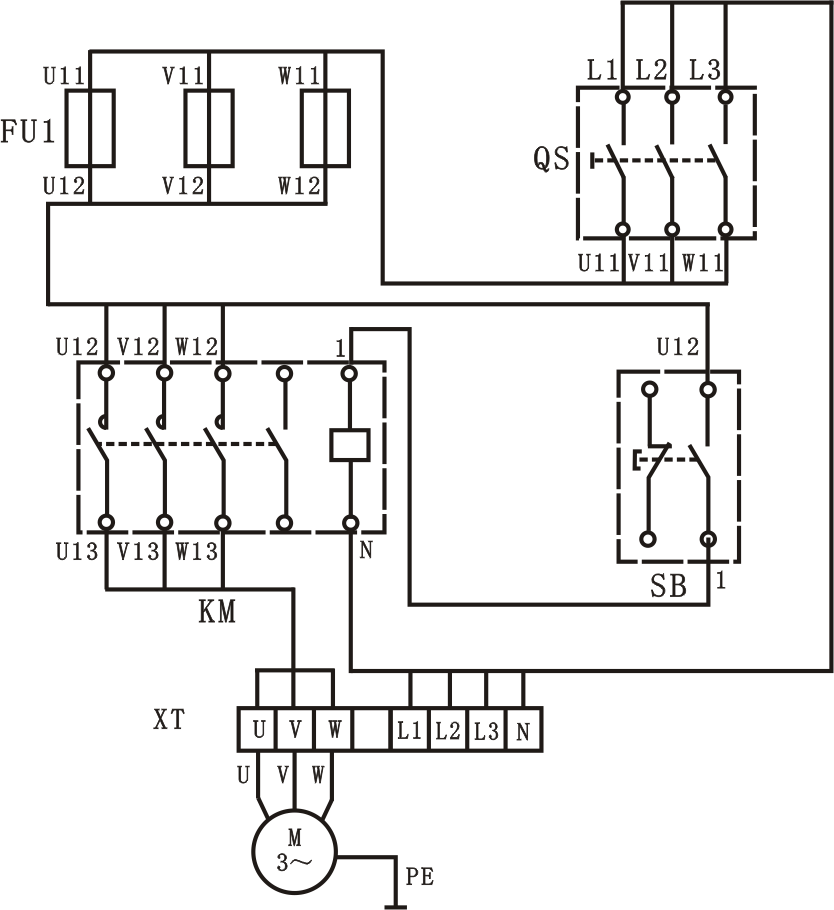 L1 L2 L3
U11 V11 W11
FU1
QS
U12 V12 W12
U11 V11 W11
U12 V12 W12 1 U12
U13 V13 W13 N
SB 1
KM
XT
U V W L1 L2 L3 N
U V W
M
3～
PE